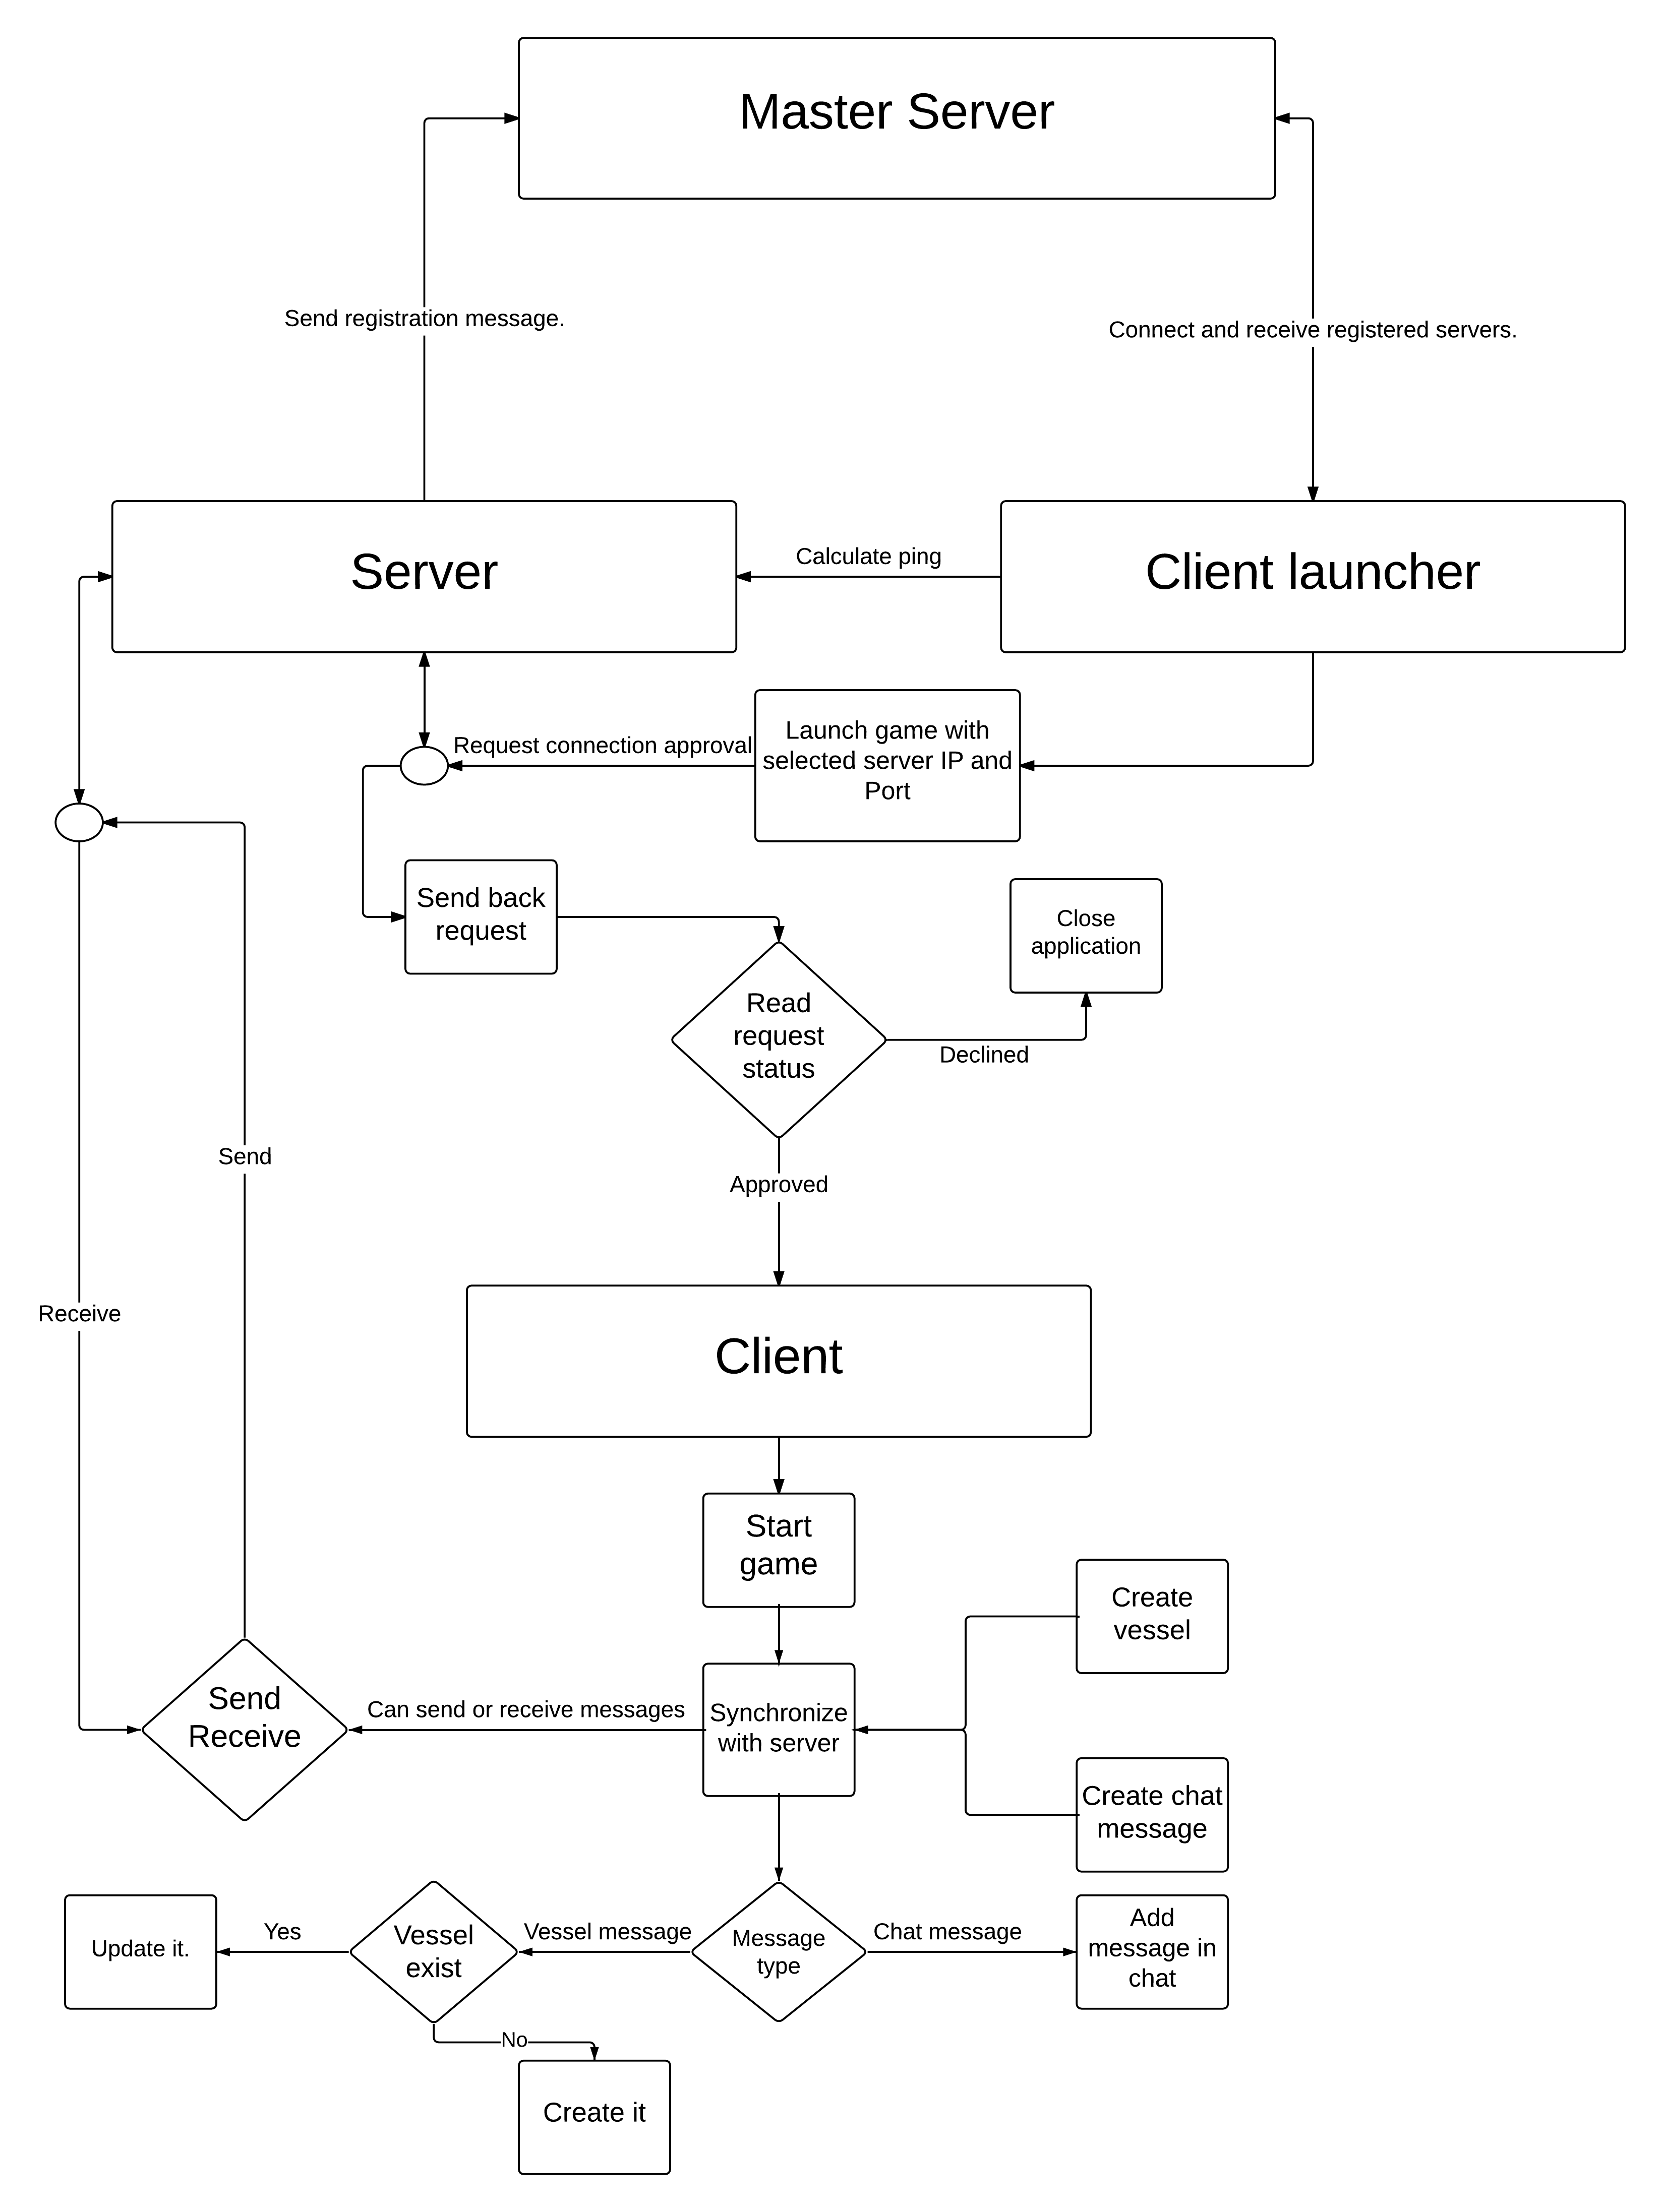 Master Server
Send registration message.
Connect and receive registered servers.
Server
Calculate ping
Client launcher
Request connection approval
Launch game with
selected server IP and
Port
Send back
request
Close
application
Read
request
status
Declined
Send
Approved
Receive
Client
Start
game
Create
vessel
Send
Receive
Can send or receive messages
Synchronize
with server
Create chat
message
Update it.
Yes
Vessel
exist
Vessel message
Message
type
Chat message
Add
message in
chat
No
Create it